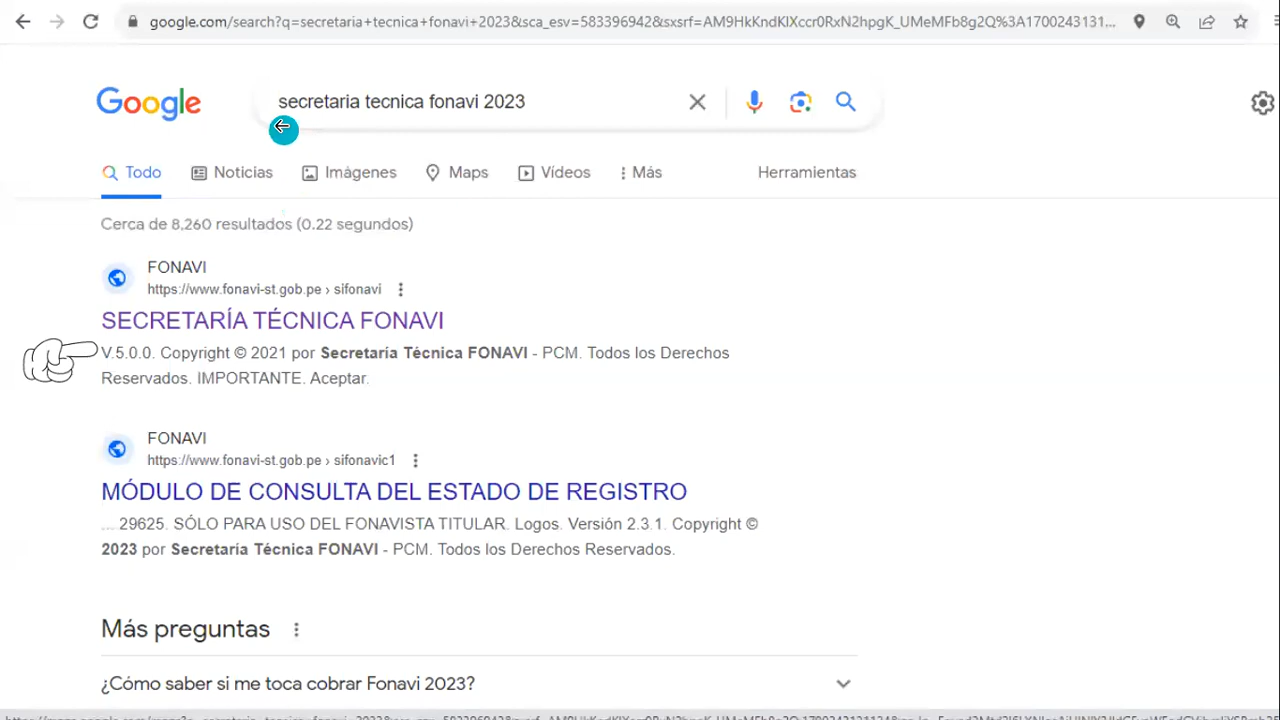 google.com/search?q=secretaria+tecnica+fonavi+2023&sca_esv=583396942&sxsrf=AM9HkKndKlXccr0RxN2hpgK_UMeMFb8g2Q%3A1700243131...
Google
secretaria tecnica fonavi 2023
Todo
Noticias
Imágenes
Maps
Vídeos
Más
Herramientas
Cerca de 8,260 resultados (0.22 segundos)
FONAVI
https://www.fonavi-st.gob.pe › sifonavi
SECRETARÍA TÉCNICA FONAVI
V.5.0.0. Copyright © 2021 por Secretaría Técnica FONAVI - PCM. Todos los Derechos
Reservados. IMPORTANTE. Aceptar.
FONAVI
https://www.fonavi-st.gob.pe › sifonavic1
MÓDULO DE CONSULTA DEL ESTADO DE REGISTRO
... 29625. SÓLO PARA USO DEL FONAVISTA TITULAR. Logos. Versión 2.3.1. Copyright ©
2023 por Secretaría Técnica FONAVI - PCM. Todos los Derechos Reservados.
Más preguntas
¿Cómo saber si me toca cobrar Fonavi 2023?